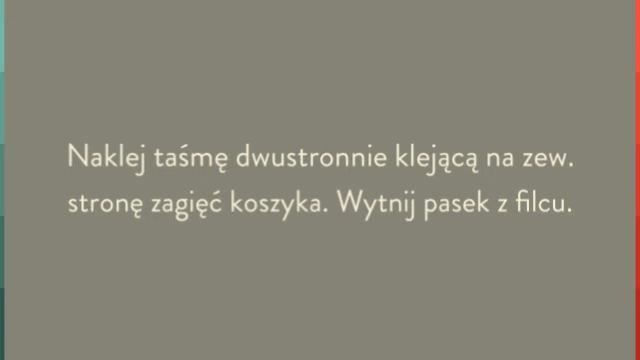 Naklej taśmę dwustronnie klejącą na zew.
stronę zagięć koszyka. Wytnij pasek z filcu.